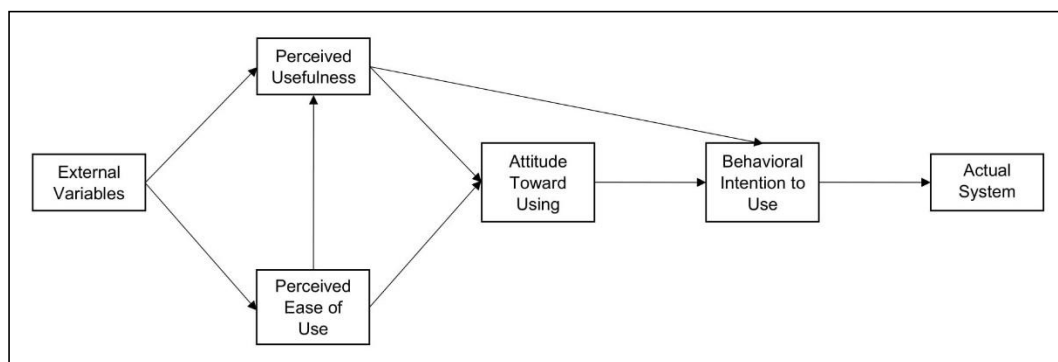 Perceived
Usefulness
External
Variables
Attitude
Toward
Using
Behavioral
Intention to
Use
Actual
System
Perceived
Ease of
Use